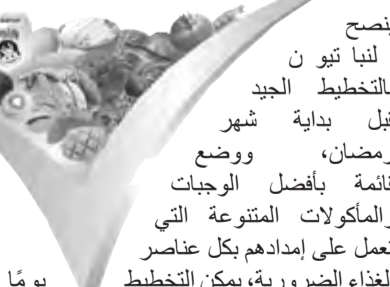 ينصح
لنبا تيو ن
بالتخطيط الجيد
قبل بداية شهر
رمضان، ووضع
قائمة بأفضل الوجبات
والمأكولات المتنوعة التي
تعمل على إمدادهم بكل عناصر
الغذاء الضرورية، يمكن التخطيط
يومًا